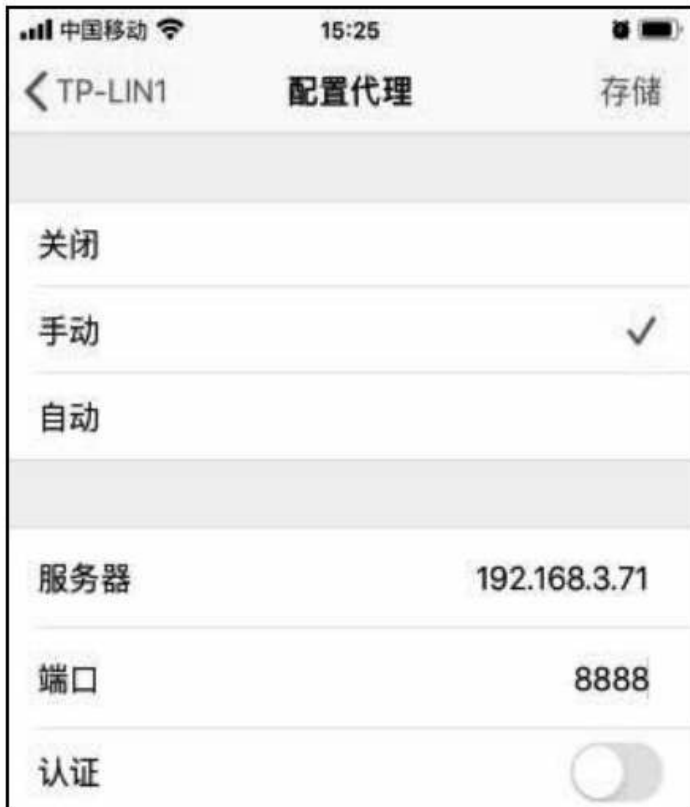 中国移动 15:25
TP-LIN1 配置代理 存储
关闭
手动
自动
服务器 192.168.3.71
端口 8888
认证